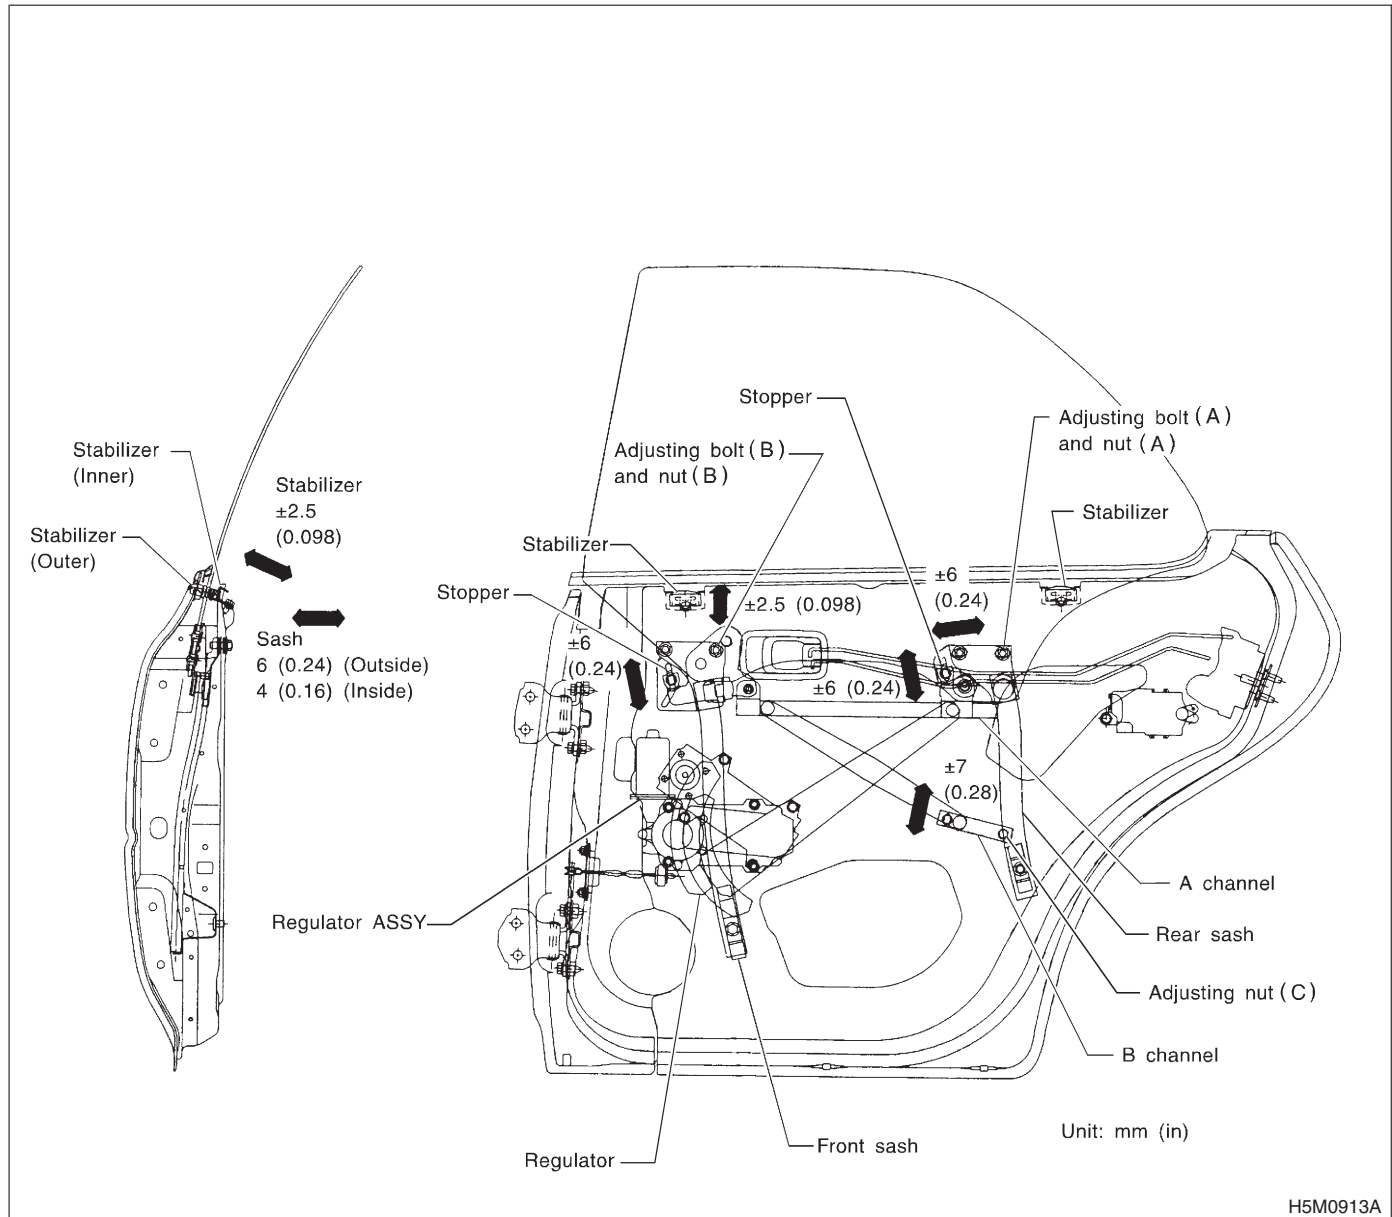 Stopper
Adjusting bolt (A)
and nut (A)
Stabilizer
(Inner)
Adjusting bolt (B)
and nut (B)
Stabilizer
±2.5
(0.098)
Stabilizer
Stabilizer
(Outer)
Stabilizer
Stopper
±6
(0.24)
±2.5 (0.098)
Sash
6 (0.24) (Outside)
4 (0.16) (Inside)
±6
(0.24)
±6 (0.24)
±7
(0.28)
A channel
Regulator ASSY
Rear sash
Adjusting nut (C)
B channel
Unit: mm (in)
Front sash
Regulator
H5M0913A